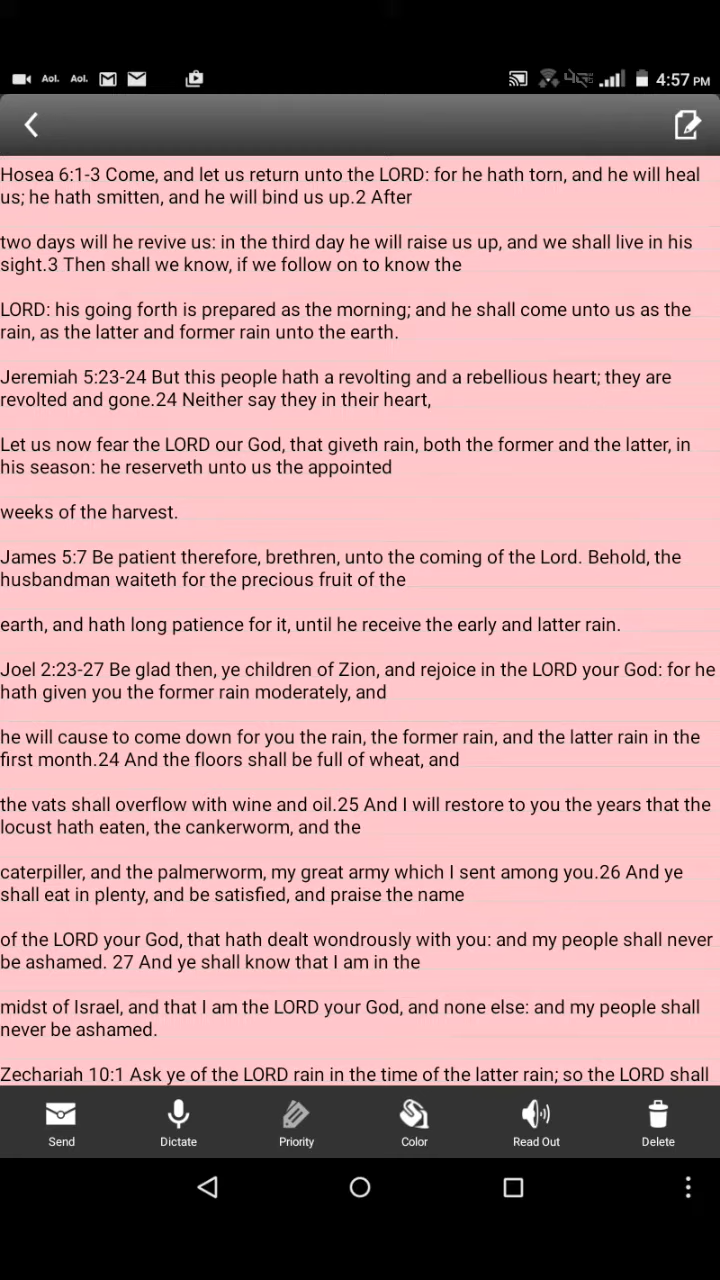 Aol. Aol. 4:57 PM
Hosea 6:1-3 Come, and let us return unto the LORD: for he hath torn, and he will heal
us; he hath smitten, and he will bind us up.2 After
two days will he revive us: in the third day he will raise us up, and we shall live in his
sight.3 Then shall we know, if we follow on to know the
LORD: his going forth is prepared as the morning; and he shall come unto us as the
rain, as the latter and former rain unto the earth.
Jeremiah 5:23-24 But this people hath a revolting and a rebellious heart; they are
revolted and gone.24 Neither say they in their heart,
Let us now fear the LORD our God, that giveth rain, both the former and the latter, in
his season: he reserveth unto us the appointed
weeks of the harvest.
James 5:7 Be patient therefore, brethren, unto the coming of the Lord. Behold, the
husbandman waiteth for the precious fruit of the
earth, and hath long patience for it, until he receive the early and latter rain.
Joel 2:23-27 Be glad then, ye children of Zion, and rejoice in the LORD your God: for he
hath given you the former rain moderately, and
he will cause to come down for you the rain, the former rain, and the latter rain in the
first month.24 And the floors shall be full of wheat, and
the vats shall overflow with wine and oil.25 And I will restore to you the years that the
locust hath eaten, the cankerworm, and the
caterpiller, and the palmerworm, my great army which I sent among you.26 And ye
shall eat in plenty, and be satisfied, and praise the name
of the LORD your God, that hath dealt wondrously with you: and my people shall never
be ashamed. 27 And ye shall know that I am in the
midst of Israel, and that I am the LORD your God, and none else: and my people shall
never be ashamed.
Zechariah 10:1 Ask ye of the LORD rain in the time of the latter rain; so the LORD shall
Send Dictate Priority Color Read Out Delete